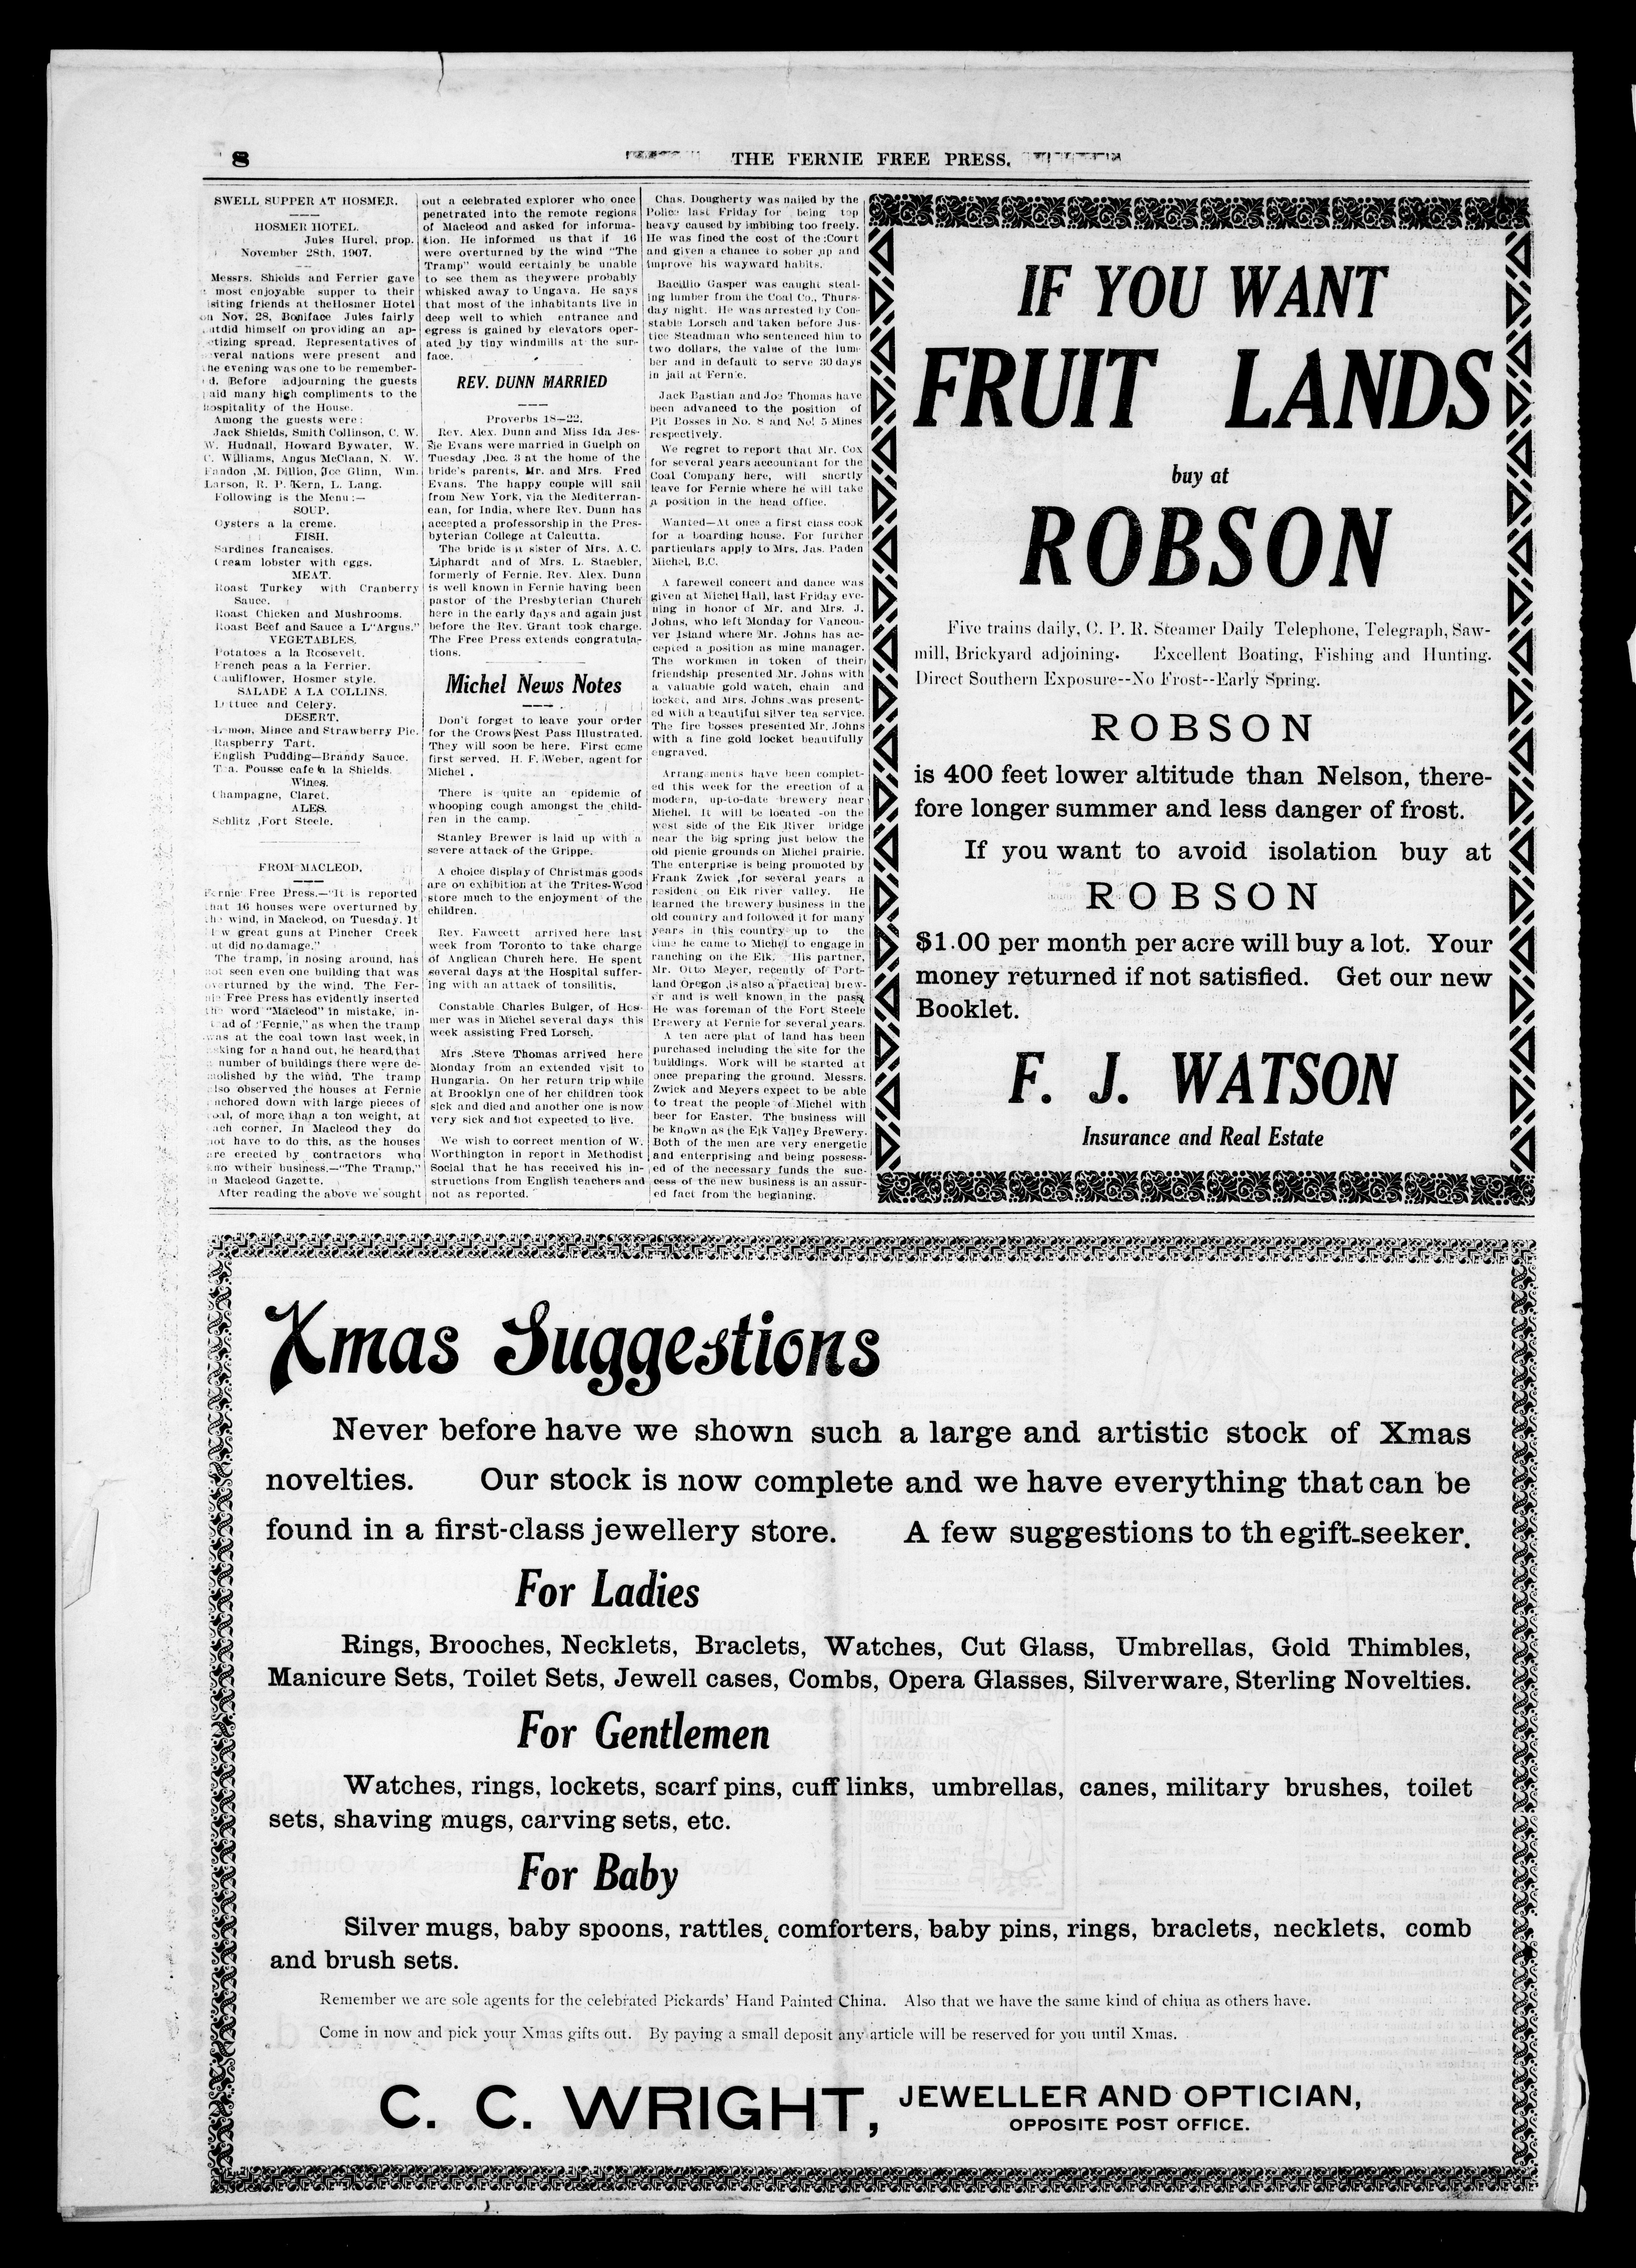 8
THE FERNIE FREE PRESS.
SWELL SUPPER AT HOSMER.
HOSMER HOTEL.
Jules Hurel, prop.
November 28th, 1907.
Messrs. Shields and Ferrier gave
most enjoyable supper to their
isiting friends at theHosmer Hotel
on Nov. 28. Boniface Jules fairly
utdid himself on providing an ap-
etizing spread. Representatives of
veral nations were present and
he evening was one to be remember-
d. Before adjourning the guests
aid many high compliments to the
hospitality of the House.
Among the guests were:
Jack Shields, Smith Collinson, C. W.
W. Hudnall, Howard Bywater, W.
C. Williams, Angus McClaan, N. W.
Fandon ,M. Dillion, Joe Glinn, Wm.
Larson, R. P. Kern, L. Lang.
Following is the Menu:—
SOUP.
Oysters a la creme.
FISH.
Sardines francaises.
Cream lobster with eggs.
MEAT.
Roast Turkey with Cranberry
Sauce.
Roast Chicken and Mushrooms.
Roast Beef and Sauce a L"Argus."
VEGETABLES.
Potatoes a la Roosevelt.
French peas a la Ferrier.
Cauliflower, Hosmer style.
SALADE A LA COLLINS.
Lettuce and Celery.
DESERT.
Lemon, Mince and Strawberry Pie.
Raspberry Tart.
English Pudding—Brandy Sauce.
Tea. Pousse cafe a la Shields.
Wines.
Champagne, Claret.
ALES.
Schlitz ,Fort Steele.
FROM MACLEOD.
Fernie Free Press.—"It is reported
that 16 houses were overturned by
the wind, in Macleod, on Tuesday. It
w great guns at Pincher Creek
ut did no damage."
The tramp, in nosing around, has
not seen even one building that was
overturned by the wind. The Fer-
nie Free Press has evidently inserted
the word "Macleod" in mistake, in-
ad of "Fernie," as when the tramp
was at the coal town last week, in
sking for a hand out, he heard that
number of buildings there were de-
molished by the wind. The tramp
lso observed the houses at Fernie
nchored down with large pieces of
oal, of more than a ton weight, at
ach corner. In Macleod they do
not have to do this, as the houses
are erected by contractors who
kno wtheir business.—"The Tramp,"
in Macleod Gazette.
After reading the above we sought
out a celebrated explorer who once
penetrated into the remote regions
of Macleod and asked for informa-
tion. He informed us that if 16
were overturned by the wind "The
Tramp" would certainly be unable
to see them as theywere probably
whisked away to Ungava. He says
that most of the inhabitants live in
deep well to which entrance and
egress is gained by elevators oper-
ated by tiny windmills at the sur-
face.
REV. DUNN MARRIED
Proverbs 18—22.
Rev. Alex. Dunn and Miss Ida Jes-
sie Evans were married in Guelph on
Tuesday ,Dec. 3 at the home of the
bride's parents, Mr. and Mrs. Fred
Evans. The happy couple will sail
from New York, via the Mediterran-
ean, for India, where Rev. Dunn has
accepted a professorship in the Pres-
byterian College at Calcutta.
The bride is a sister of Mrs. A. C.
Liphardt and of Mrs. L. Staebler,
formerly of Fernie. Rev. Alex. Dunn
is well known in Fernie having been
pastor of the Presbyterian Church
here in the early days and again just
before the Rev. Grant took charge.
The Free Press extends congratula-
tions.
Michel News Notes
Don't forget to leave your order
for the Crows Nest Pass Illustrated.
They will soon be here. First come
first served. H. F. Weber, agent for
Michel .
There is quite an epidemic of
whooping cough amongst the child-
ren in the camp.
Stanley Brewer is laid up with a
severe attack of the Grippe.
A choice display of Christmas goods
are on exhibition at the Trites-Wood
store much to the enjoyment of the
children.
Rev. Fawcett arrived here last
week from Toronto to take charge
of Anglican Church here. He spent
several days at the Hospital suffer-
ing with an attack of tonsilitis.
Constable Charles Bulger, of Hos-
mer was in Michel several days this
week assisting Fred Lorsch.
Mrs .Steve Thomas arrived here
Monday from an extended visit to
Hungaria. On her return trip while
at Brooklyn one of her children took
sick and died and another one is now
very sick and not expected to live.
We wish to correct mention of W.
Worthington in report in Methodist
Social that he has received his in-
structions from English teachers and
not as reported.
Chas. Dougherty was nailed by the
Police last Friday for being top
heavy caused by imbibing too freely.
He was fined the cost of the Court
and given a chance to sober up and
improve his wayward habits.
Bacillio Gasper was caught steal-
ing lumber from the Coal Co., Thurs-
day night. He was arrested by Con-
stable Lorsch and taken before Jus-
tice Steadman who sentenced him to
two dollars, the value of the lum-
ber and in default to serve 30 days
in jail at Fernie.
Jack Bastian and Joe Thomas have
been advanced to the position of
Pit Bosses in No. 8 and No. 5 Mines
respectively.
We regret to report that Mr. Cox
for several years accountant for the
Coal Company here, will shortly
leave for Fernie where he will take
a position in the head office.
Wanted—At once a first class cook
for a boarding house. For further
particulars apply to Mrs. Jas. Paden
Michel, B.C.
A farewell concert and dance was
given at Michel Hall, last Friday eve-
ning in honor of Mr. and Mrs. J.
Johns, who left Monday for Vancou-
ver Island where Mr. Johns has ac-
cepted a position as mine manager.
The workmen in token of their
friendship presented Mr. Johns with
a valuable gold watch, chain and
locket, and Mrs. Johns was present-
ed with a beautiful silver tea service.
The fire bosses presented Mr. Johns
with a fine gold locket beautifully
engraved.
Arrangements have been complet-
ed this week for the erection of a
modern, up-to-date brewery near
Michel. It will be located on the
west side of the Elk River bridge
near the big spring just below the
old picnic grounds on Michel prairie.
The enterprise is being promoted by
Frank Zwick ,for several years a
resident on Elk river valley. He
learned the brewery business in the
old country and followed it for many
years in this country up to the
time he came to Michel to engage in
ranching on the Elk. His partner,
Mr. Otto Meyer, recently of Port-
land Oregon ,is also a practical brew-
er and is well known in the pass.
He was foreman of the Fort Steele
Brewery at Fernie for several years.
A ten acre plat of land has been
purchased including the site for the
buildings. Work will be started at
once preparing the ground. Messrs.
Zwick and Meyers expect to be able
to treat the people of Michel with
beer for Easter. The business will
be known as the Elk Valley Brewery.
Both of the men are very energetic
and enterprising and being possess-
ed of the necessary funds the suc-
cess of the new business is an assur-
ed fact from the beginning.
IF YOU WANT
FRUIT LANDS
buy at
ROBSON
Five trains daily, C. P. R. Steamer Daily Telephone, Telegraph, Saw-
mill, Brickyard adjoining. Excellent Boating, Fishing and Hunting.
Direct Southern Exposure--No Frost--Early Spring.
ROBSON
is 400 feet lower altitude than Nelson, there-
fore longer summer and less danger of frost.
If you want to avoid isolation buy at
ROBSON
$1.00 per month per acre will buy a lot. Your
money returned if not satisfied. Get our new
Booklet.
F. J. WATSON
Insurance and Real Estate
Xmas Suggestions
Never before have we shown such a large and artistic stock of Xmas
novelties. Our stock is now complete and we have everything that can be
found in a first-class jewellery store. A few suggestions to th egift-seeker.
For Ladies
Rings, Brooches, Necklets, Braclets, Watches, Cut Glass, Umbrellas, Gold Thimbles,
Manicure Sets, Toilet Sets, Jewell cases, Combs, Opera Glasses, Silverware, Sterling Novelties.
For Gentlemen
Watches, rings, lockets, scarf pins, cuff links, umbrellas, canes, military brushes, toilet
sets, shaving mugs, carving sets, etc.
For Baby
Silver mugs, baby spoons, rattles, comforters, baby pins, rings, braclets, necklets, comb
and brush sets.
Remember we are sole agents for the celebrated Pickards' Hand Painted China. Also that we have the same kind of china as others have.
Come in now and pick your Xmas gifts out. By paying a small deposit any article will be reserved for you until Xmas.
C. C. WRIGHT, JEWELLER AND OPTICIAN,
OPPOSITE POST OFFICE.